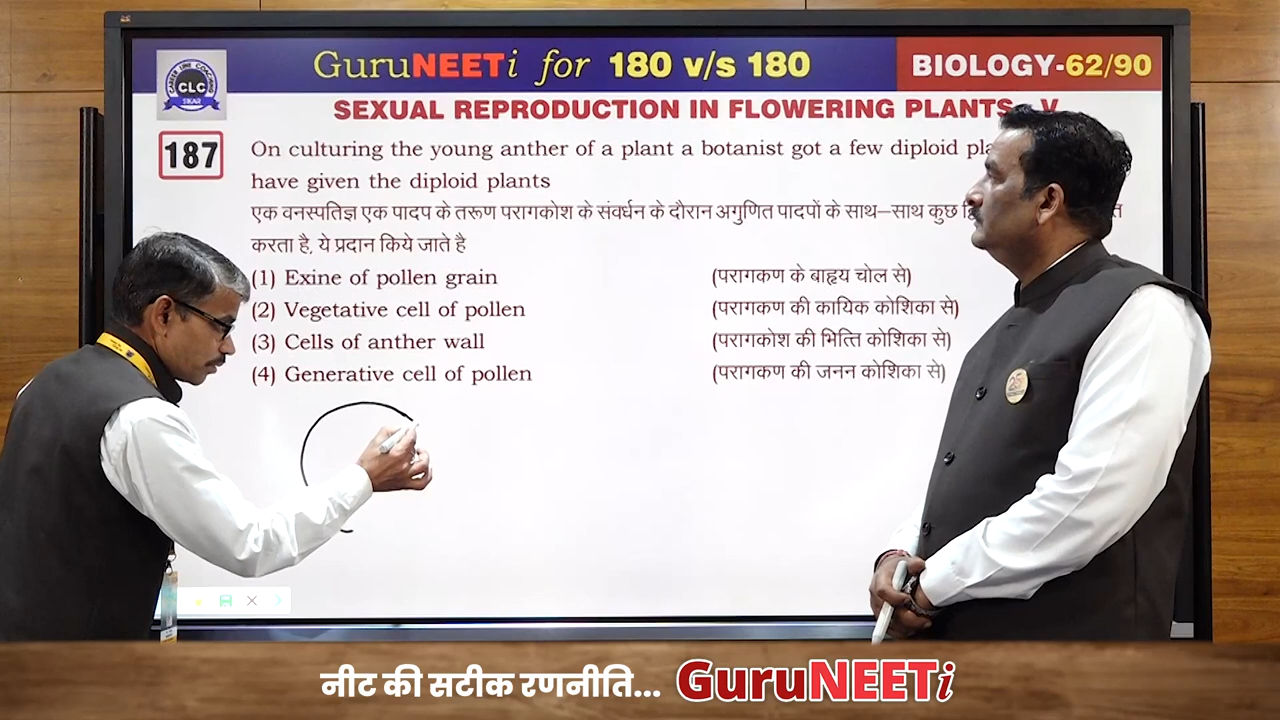 GuruNEETi for 180 v/s 180
BIOLOGY-62/90
CLC
SIKAR
SEXUAL REPRODUCTION IN FLOWERING PLANTS - V
187
On culturing the young anther of a plant a botanist got a few diploid
have given the diploid plants
एक वनस्पतिज्ञ एक पादप के तरूण परागकोश के संवर्धन के दौरान अगुणित पादपों के साथ–साथ कुछ
करता है, ये प्रदान किये जाते है
(1) Exine of pollen grain (परागकण के बाहृय चोल से)
(2) Vegetative cell of pollen (परागकण की कायिक कोशिका से)
(3) Cells of anther wall (परागकोश की भित्ति कोशिका से)
(4) Generative cell of pollen (परागकण की जनन कोशिका से)
25
नीट की सटीक रणनीति... GuruNEETi